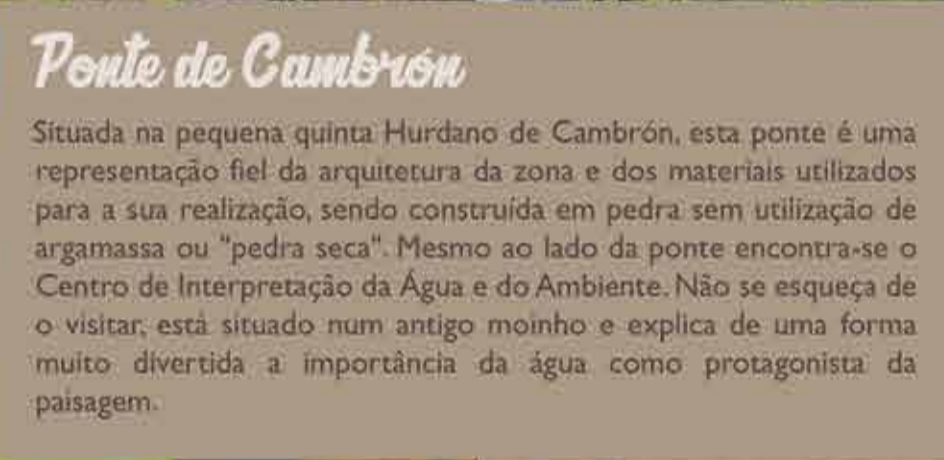 Ponte de Cambrón
Situada na pequena quinta Hurdano de Cambrón, esta ponte é uma
representação fiel da arquitetura da zona e dos materiais utilizados
para a sua realização, sendo construída em pedra sem utilização de
argamassa ou "pedra seca". Mesmo ao lado da ponte encontra-se o
Centro de Interpretação da Água e do Ambiente. Não se esqueça de
o visitar, está situado num antigo moinho e explica de uma forma
muito divertida a importância da água como protagonista da
paisagem.